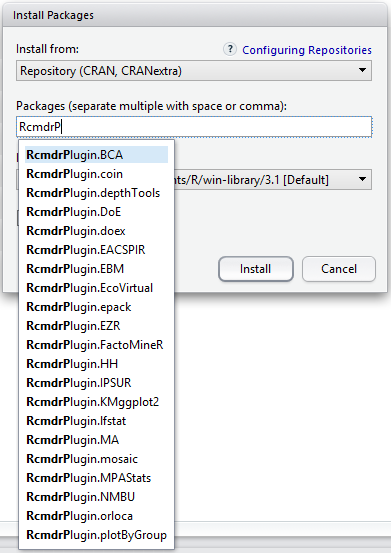 Install Packages
Install from:
? Configuring Repositories
Repository (CRAN, CRANextra)
Packages (separate multiple with space or comma):
RcmdrP
RcmdrPlugin.BCA
RcmdrPlugin.coin
nts/R/win-library/3.1 [Default]
RcmdrPlugin.depthTools
RcmdrPlugin.DoE
RcmdrPlugin.doex
RcmdrPlugin.EACSPIR
RcmdrPlugin.EBM
Install
Cancel
RcmdrPlugin.EcoVirtual
RcmdrPlugin.epack
RcmdrPlugin.EZR
RcmdrPlugin.FactoMineR
RcmdrPlugin.HH
RcmdrPlugin.IPSUR
RcmdrPlugin.KMggplot2
RcmdrPlugin.lfstat
RcmdrPlugin.MA
RcmdrPlugin.mosaic
RcmdrPlugin.MPAStats
RcmdrPlugin.NMBU
RcmdrPlugin.orloca
RcmdrPlugin.plotByGroup